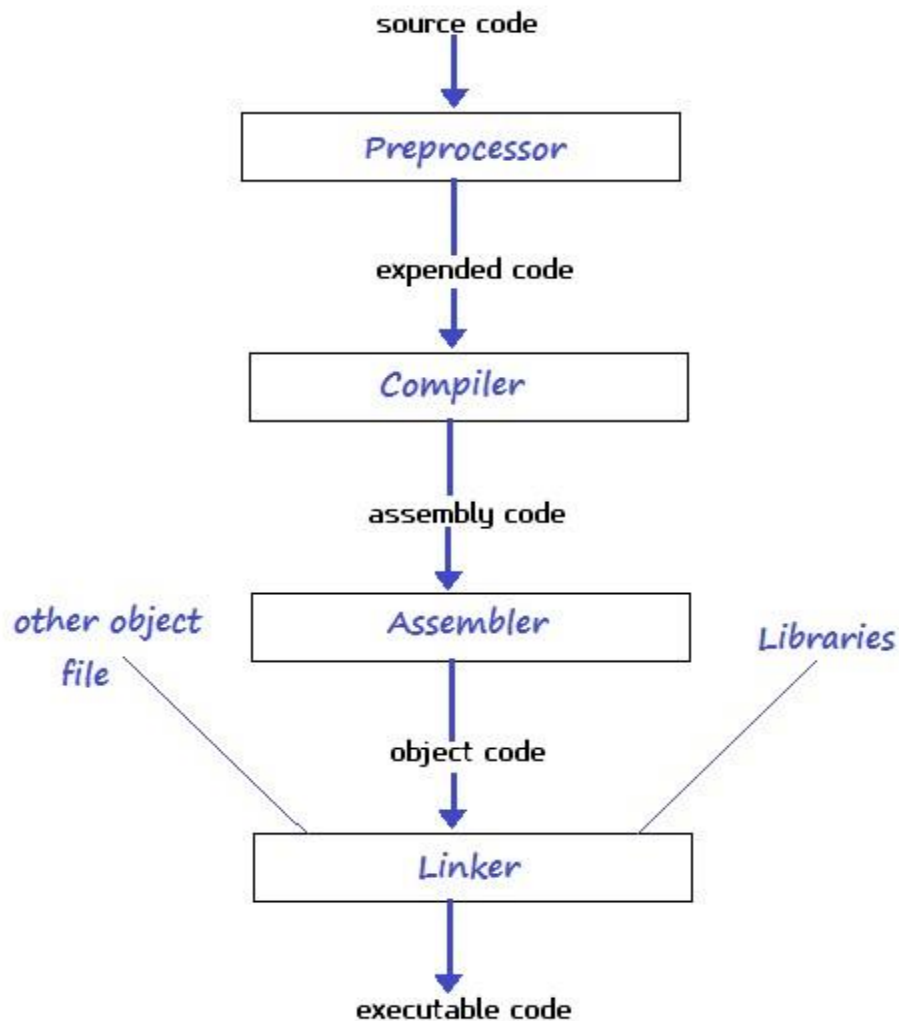 source code
Preprocessor
expended code
Compiler
assembly code
other object
file
Assembler
Libraries
object code
Linker
executable code